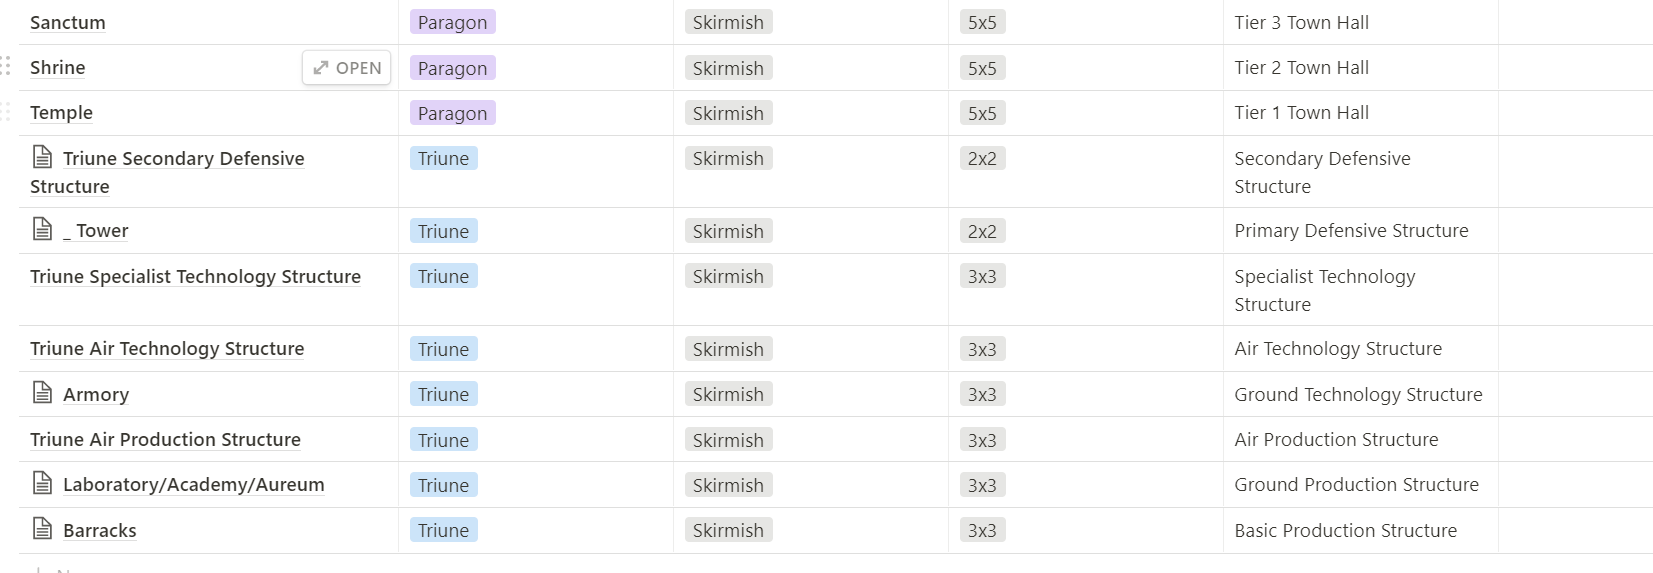 Sanctum Paragon Skirmish 5x5 Tier 3 Town Hall
Shrine OPEN Paragon Skirmish 5x5 Tier 2 Town Hall
Temple Paragon Skirmish 5x5 Tier 1 Town Hall
Triune Secondary Defensive Triune Skirmish 2x2 Secondary Defensive
Structure Structure
_ Tower Triune Skirmish 2x2 Primary Defensive Structure
Triune Specialist Technology Structure Triune Skirmish 3x3 Specialist Technology
Structure
Triune Air Technology Structure Triune Skirmish 3x3 Air Technology Structure
Armory Triune Skirmish 3x3 Ground Technology Structure
Triune Air Production Structure Triune Skirmish 3x3 Air Production Structure
Laboratory/Academy/Aureum Triune Skirmish 3x3 Ground Production Structure
Barracks Triune Skirmish 3x3 Basic Production Structure